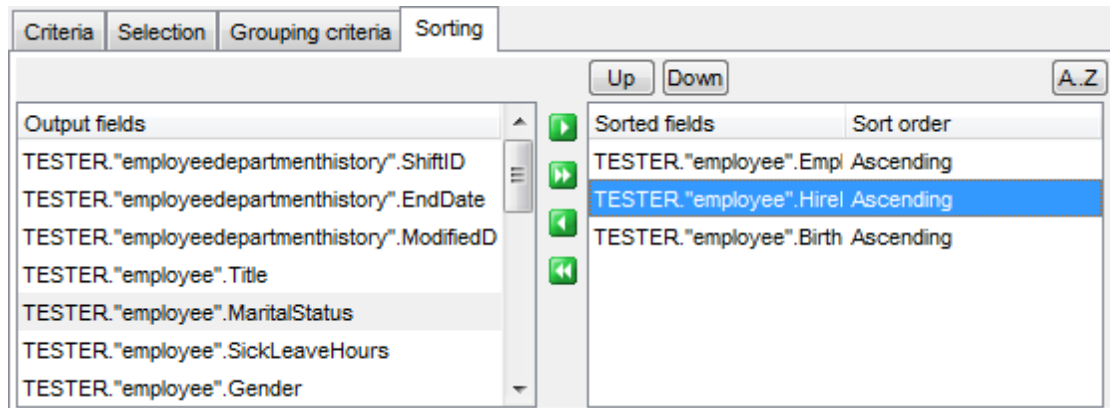 Criteria Selection Grouping criteria Sorting
Up Down A..Z
Output fields
TESTER."employeedepartmenthistory".ShiftID
TESTER."employeedepartmenthistory".EndDate
TESTER."employeedepartmenthistory".ModifiedD
TESTER."employee".Title
TESTER."employee".MaritalStatus
TESTER."employee".SickLeaveHours
TESTER."employee".Gender
Sorted fields Sort order
TESTER."employee".Empl Ascending
TESTER."employee".Hirel Ascending
TESTER."employee".Birth Ascending